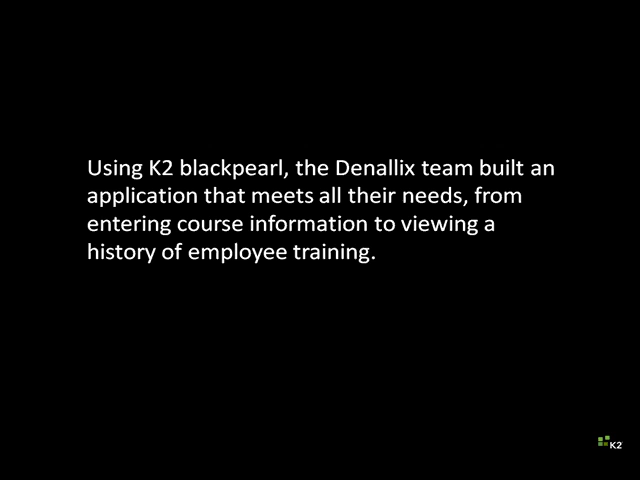 Using K2 blackpearl, the Denallix team built an
application that meets all their needs, from
entering course information to viewing a
history of employee training.
K2